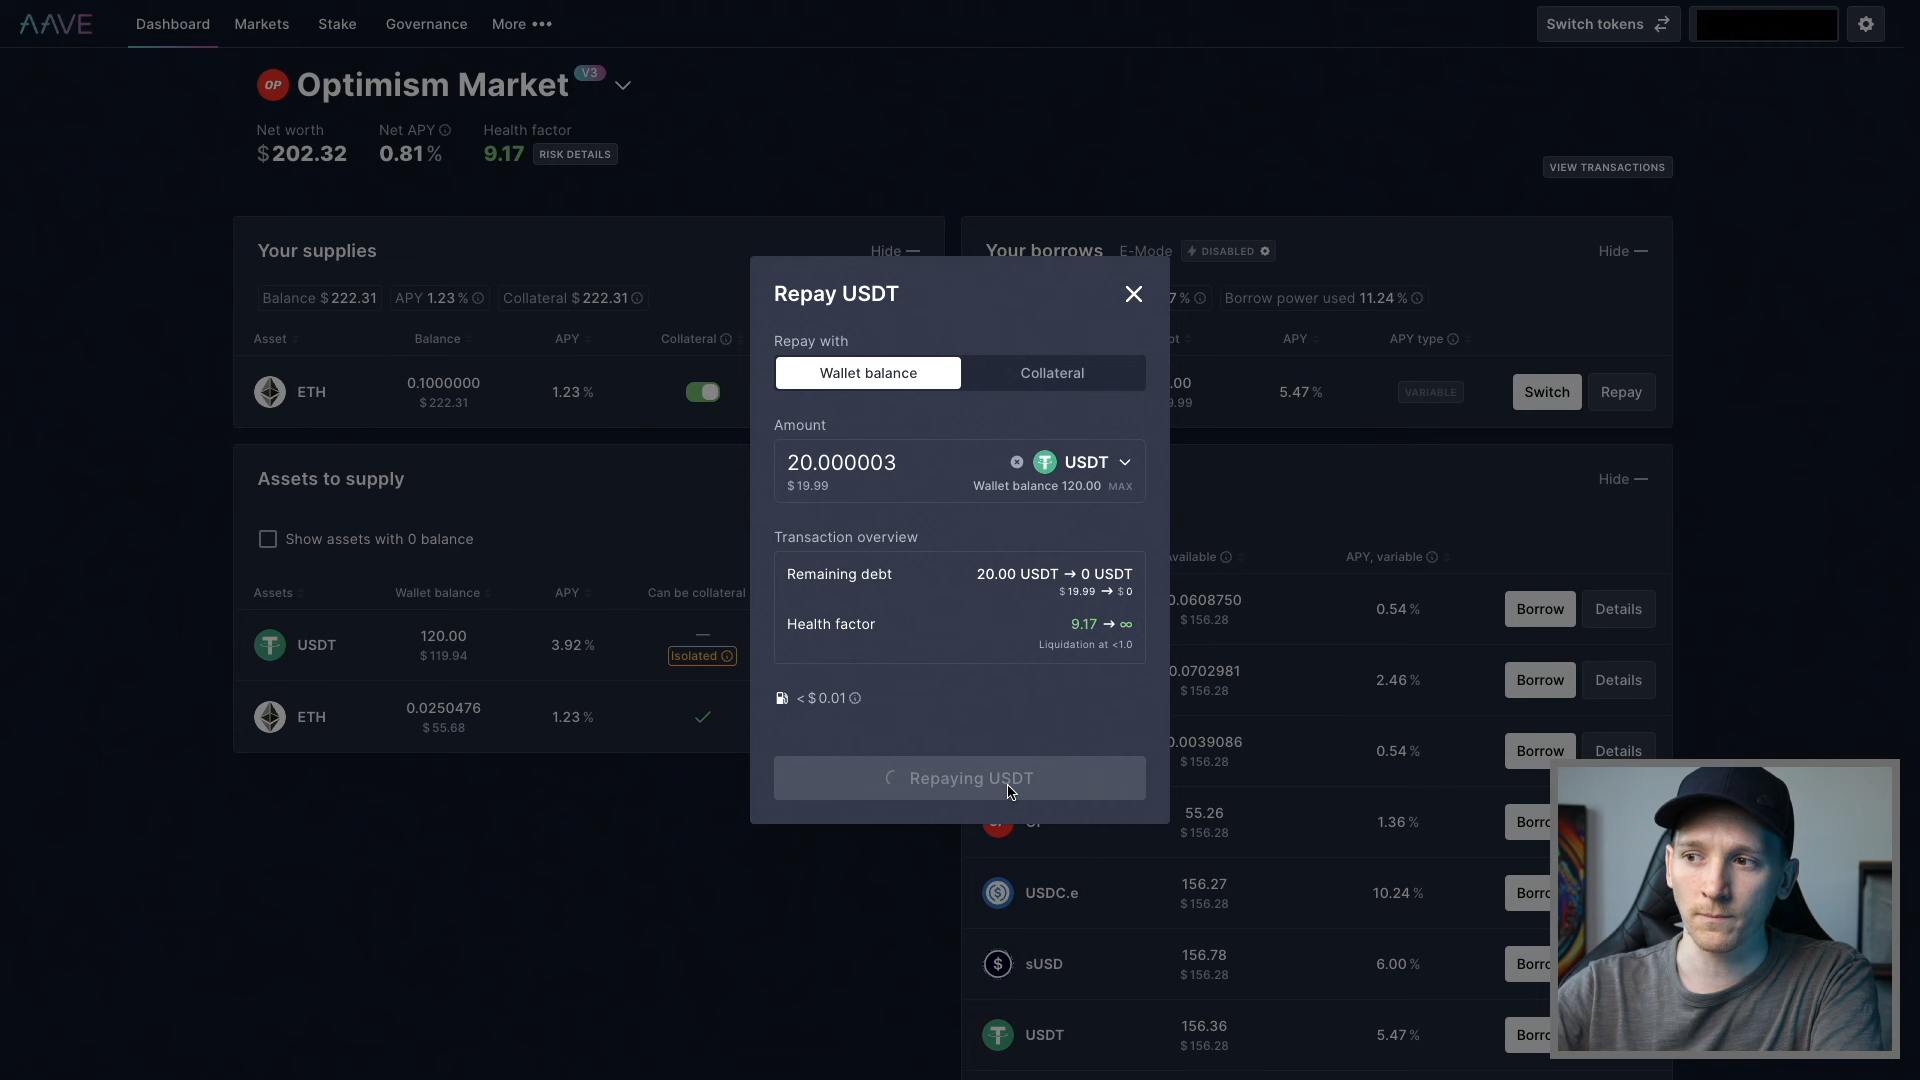 AAVE
Dashboard
Markets
Stake
Governance
More
Switch tokens
OP Optimism Market V3
Net worth
Net APY
Health factor
$202.32
0.81 %
9.17
RISK DETAILS
VIEW TRANSACTIONS
Your supplies
Hide
Balance $ 222.31
APY 1.23 %
Collateral $ 222.31
Asset
Balance
APY
Collateral
ETH
0.1000000
$ 222.31
1.23 %
Assets to supply
Show assets with 0 balance
Assets
Wallet balance
APY
Can be collateral
USDT
120.00
$ 119.94
3.92 %
—
Isolated
ETH
0.0250476
$ 55.68
1.23 %
Repay USDT
Repay with
Wallet balance
Collateral
Amount
20.000003
USDT
$ 19.99
Wallet balance 120.00 MAX
Transaction overview
Remaining debt
20.00 USDT → 0 USDT
$ 19.99 → $ 0
Health factor
9.17 → ∞
Liquidation at <1.0
< $ 0.01
Repaying USDT
Your borrows
E-Mode
DISABLED
Hide
7 %
Borrow power used 11.24 %
APY
APY type
.00
9.99
5.47 %
VARIABLE
Switch
Repay
Hide
Available
APY, variable
0.0608750
$ 156.28
0.54 %
Borrow
Details
0.0702981
$ 156.28
2.46 %
Borrow
Details
0.0039086
$ 156.28
0.54 %
Borrow
Details
55.26
$ 156.28
1.36 %
Borro
USDC.e
156.27
$ 156.28
10.24 %
Borro
sUSD
156.78
$ 156.28
6.00 %
Borro
USDT
156.36
$ 156.28
5.47 %
Borro